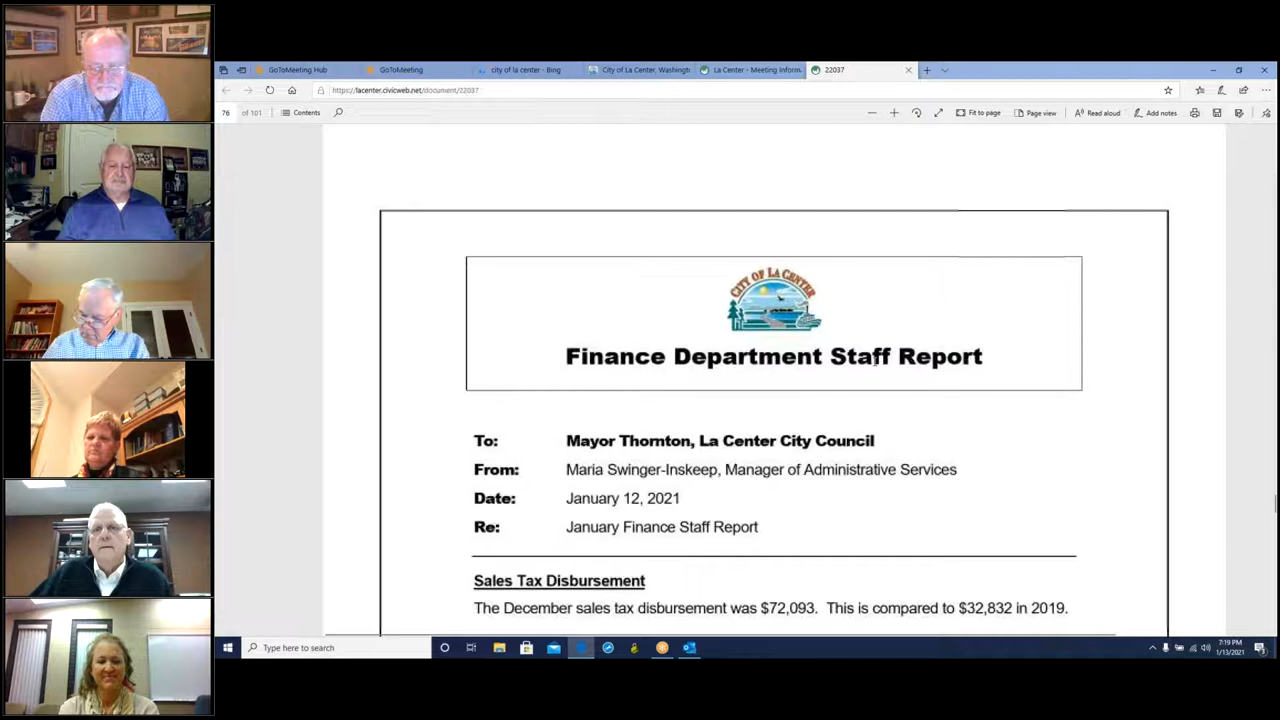 GoToMeeting Hub
GoToMeeting
city of la center - Bing
City of La Center, Washingt
La Center - Meeting Inform
22037
https://lacenter.civicweb.net/document/22037
76 of 101
Contents
Fit to page
Page view
Read aloud
Add notes
CITY OF LA CENTER
Finance Department Staff Report
To: Mayor Thornton, La Center City Council
From: Maria Swinger-Inskeep, Manager of Administrative Services
Date: January 12, 2021
Re: January Finance Staff Report
Sales Tax Disbursement
The December sales tax disbursement was $72,093. This is compared to $32,832 in 2019.
Type here to search
7:19 PM
1/13/2021